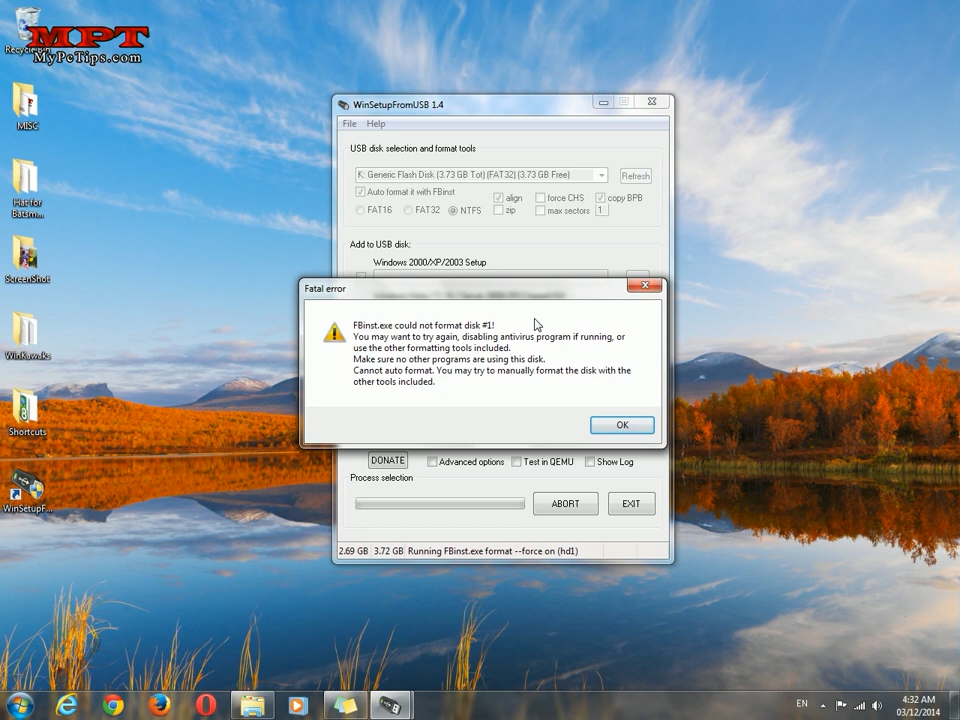 MPT
MyPcTips.com
Recycle Bin
MISC
Hat for
Batsm...
ScreenShot
WinKawaks
Shortcuts
WinSetupF...
WinSetupFromUSB 1.4
File Help
USB disk selection and format tools
K: Generic Flash Disk (3.73 GB Tot) (FAT32) (3.73 GB Free)
Refresh
Auto format it with FBinst
align force CHS copy BPB
FAT16 FAT32 NTFS zip max sectors 1
Add to USB disk:
Windows 2000/XP/2003 Setup
Fatal error
FBinst.exe could not format disk #1!
You may want to try again, disabling antivirus program if running, or
use the other formatting tools included.
Make sure no other programs are using this disk.
Cannot auto format. You may try to manually format the disk with the
other tools included.
OK
DONATE Advanced options Test in QEMU Show Log
Process selection
ABORT EXIT
2.69 GB 3.72 GB Running FBinst.exe format --force on (hd1)
EN
4:32 AM
03/12/2014